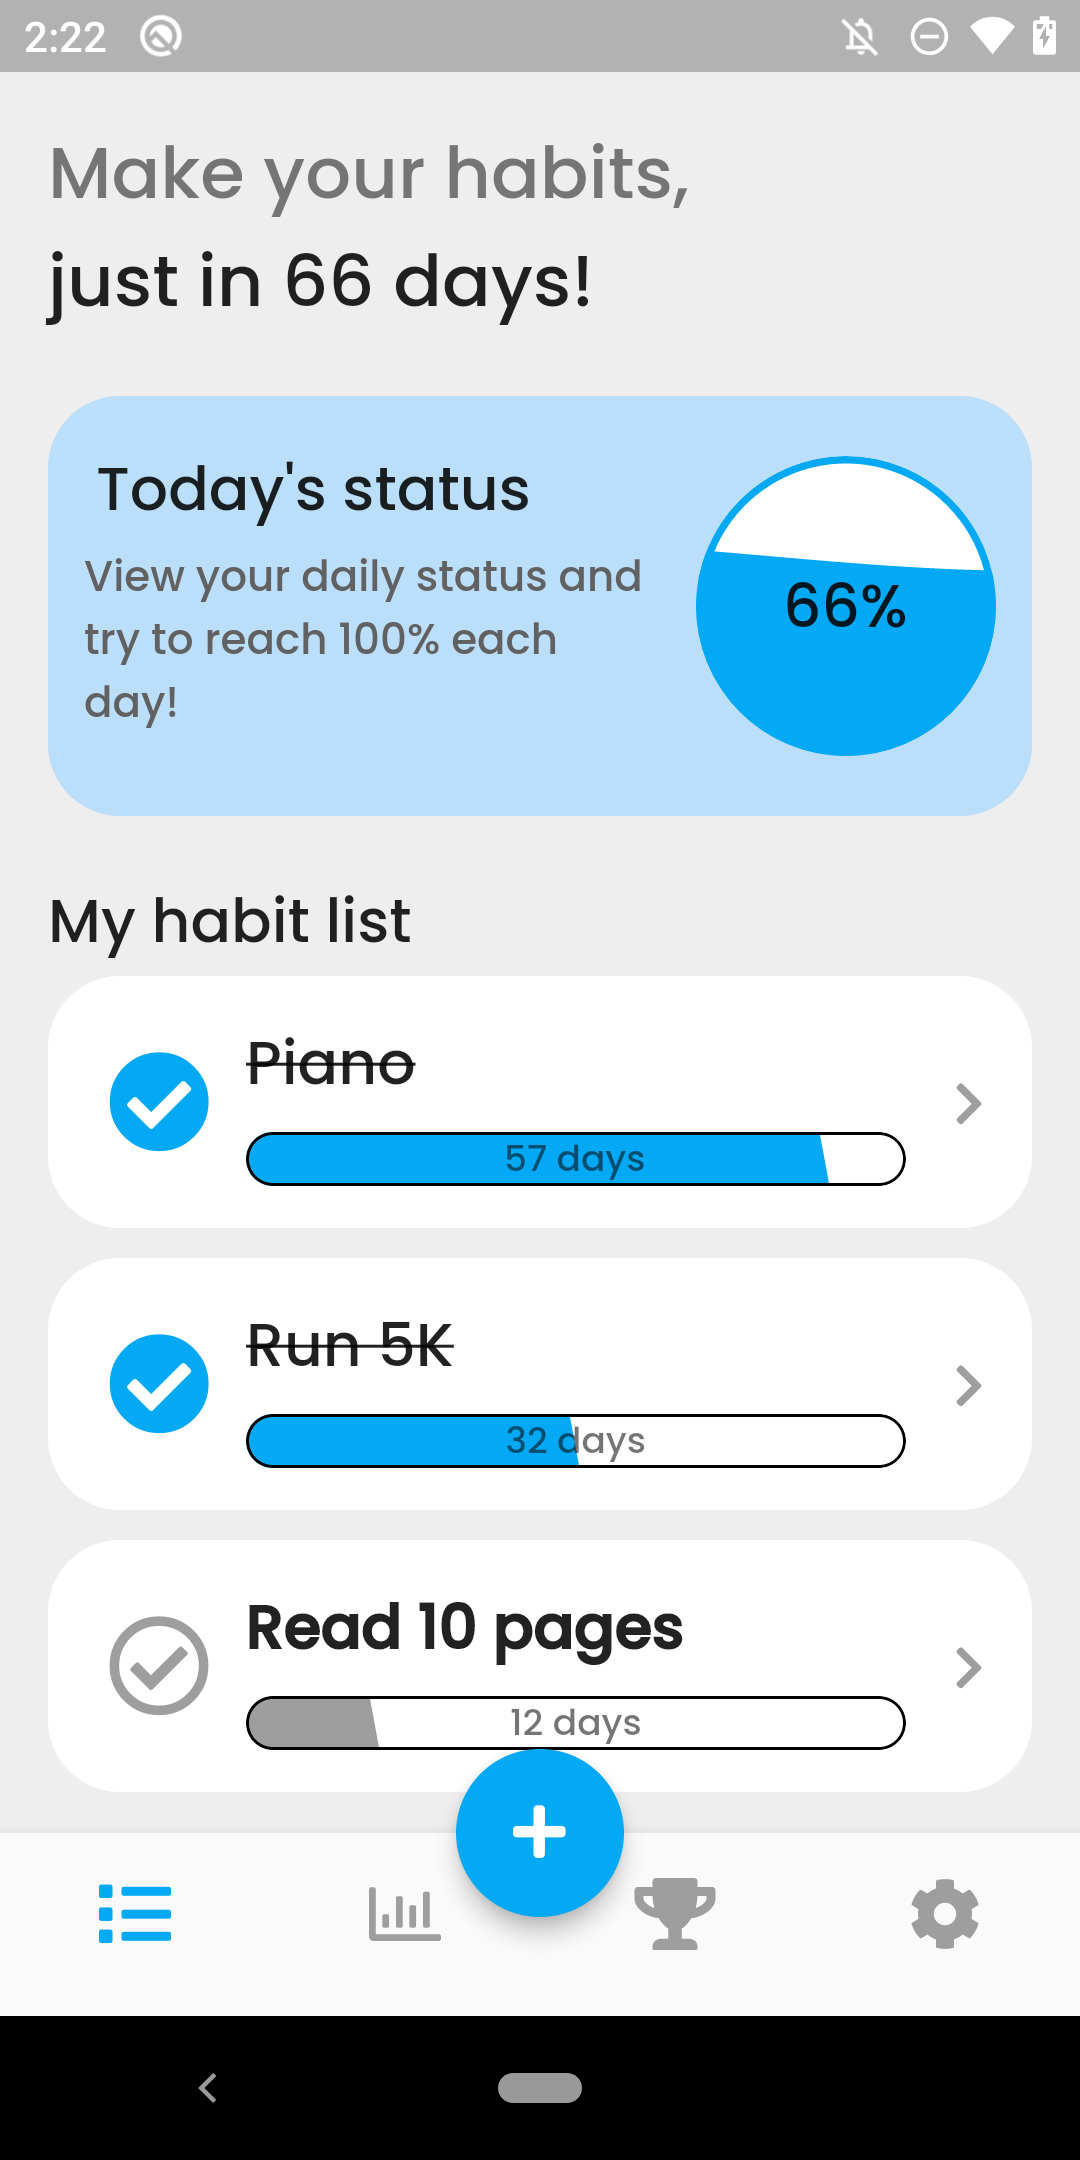 2:22
Make your habits,
just in 66 days!
Today's status
View your daily status and
try to reach 100% each
day!
66%
My habit list
Piano
57 days
Run 5K
32 days
Read 10 pages
12 days